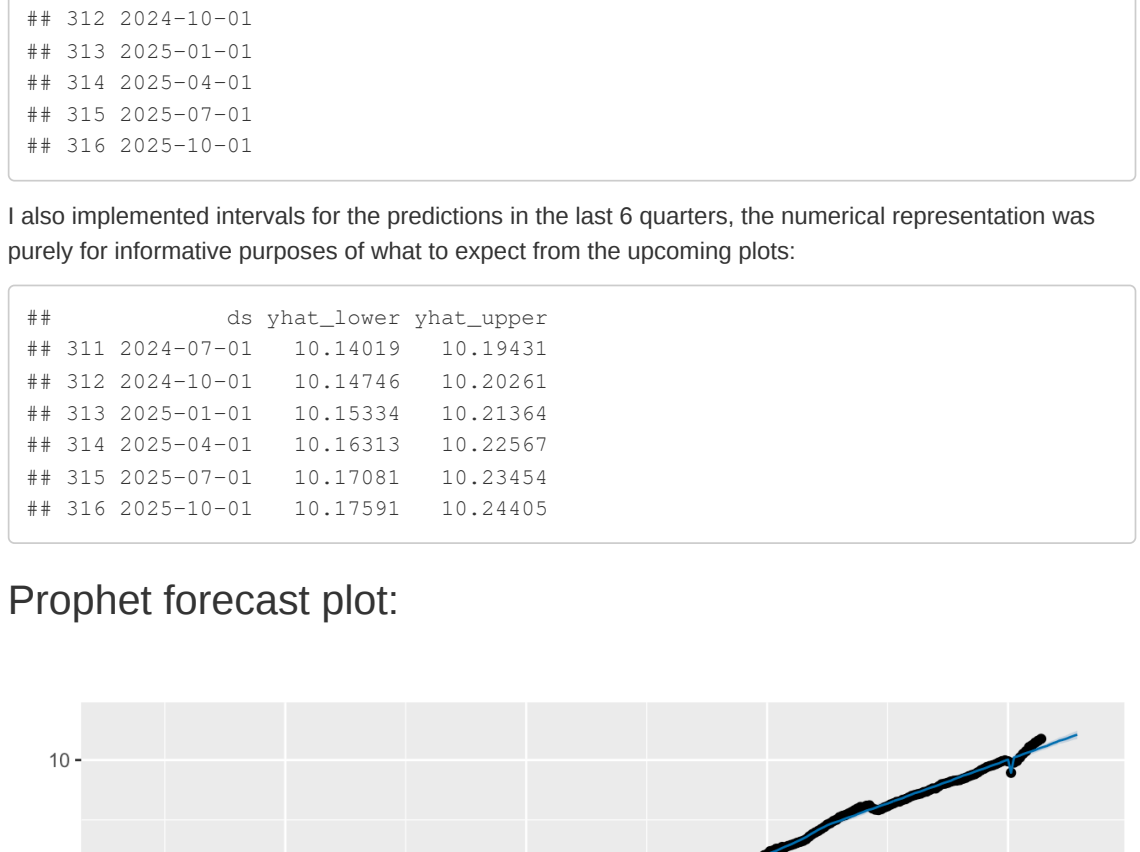 ## 312 2024-10-01
## 313 2025-01-01
## 314 2025-04-01
## 315 2025-07-01
## 316 2025-10-01
I also implemented intervals for the predictions in the last 6 quarters, the numerical representation was
purely for informative purposes of what to expect from the upcoming plots:
##             ds yhat_lower yhat_upper
## 311 2024-07-01   10.14019   10.19431
## 312 2024-10-01   10.14746   10.20261
## 313 2025-01-01   10.15334   10.21364
## 314 2025-04-01   10.16313   10.22567
## 315 2025-07-01   10.17081   10.23454
## 316 2025-10-01   10.17591   10.24405
Prophet forecast plot:
10